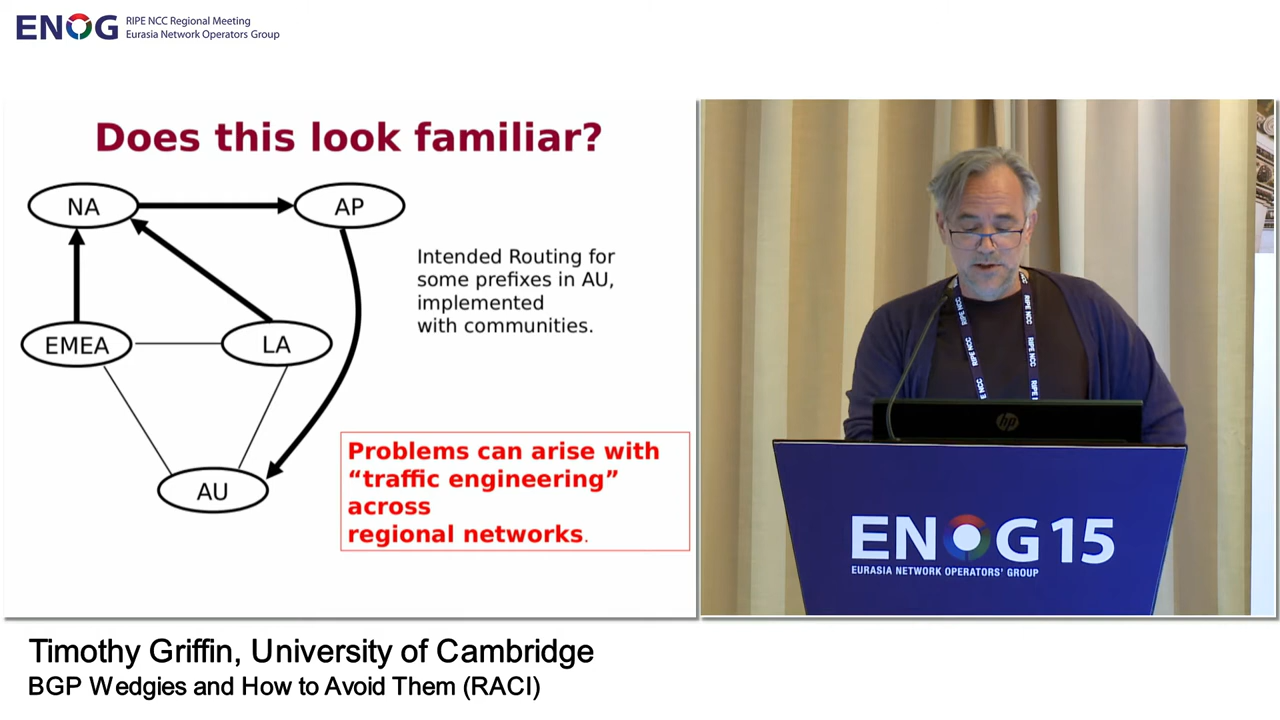 ENOG
RIPE NCC Regional Meeting
Eurasia Network Operators Group
Does this look familiar?
NA
AP
Intended Routing for
some prefixes in AU,
implemented
with communities.
EMEA
LA
AU
Problems can arise with
“traffic engineering”
across
regional networks.
RIPE NCC
RIPE NCC
hp
ENOG15
EURASIA NETWORK OPERATORS' GROUP
Timothy Griffin, University of Cambridge
BGP Wedgies and How to Avoid Them (RACI)